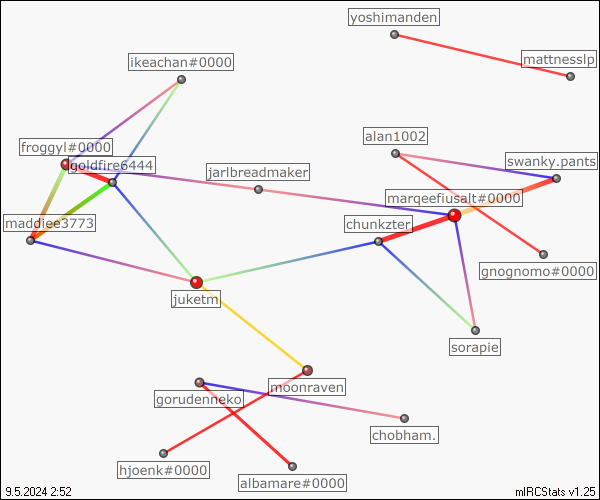 yoshimanden
mattnesslp
ikeachan#0000
alan1002
froggyl#0000
goldfire6444
swanky.pants
jarlbreadmaker
marqeefiusalt#0000
maddiee3773
chunkzter
gnognomo#0000
juketm
sorapie
moonraven
gorudenneko
chobham.
hjoenk#0000
albamare#0000
9.5.2024 2:52
mIRCStats v1.25